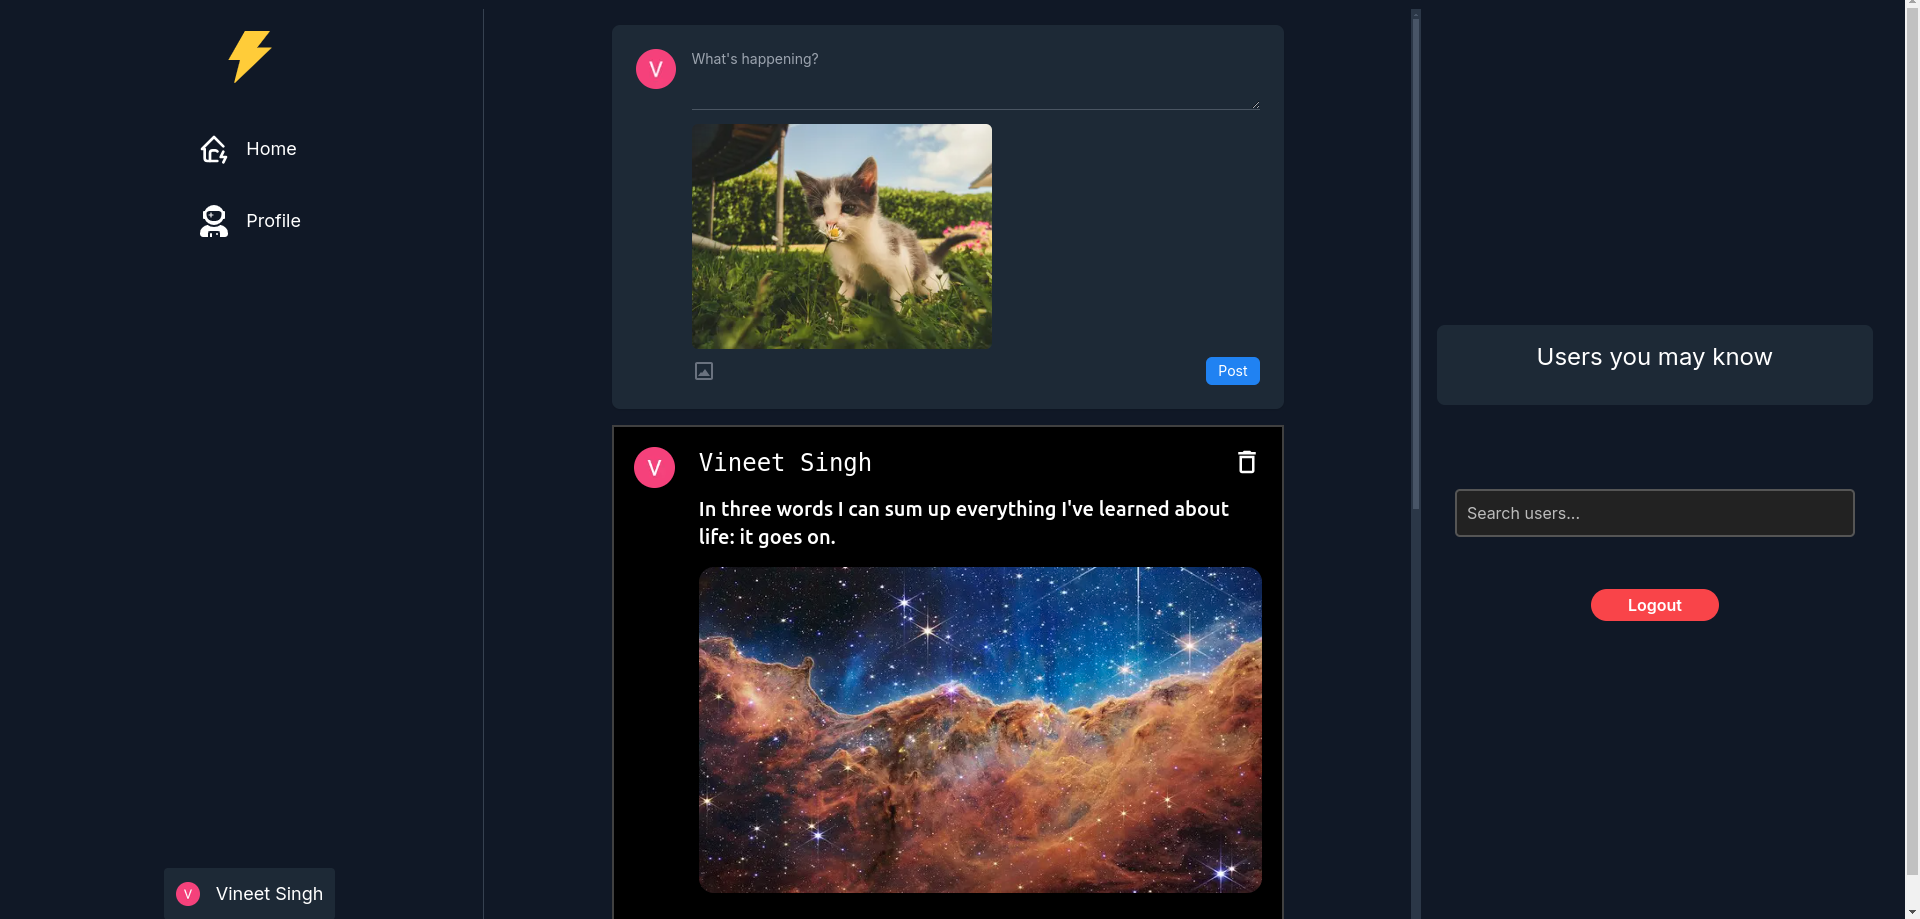 Home
Profile
V Vineet Singh
V What's happening?
Post
V Vineet Singh
In three words I can sum up everything I've learned about
life: it goes on.
Users you may know
Search users...
Logout